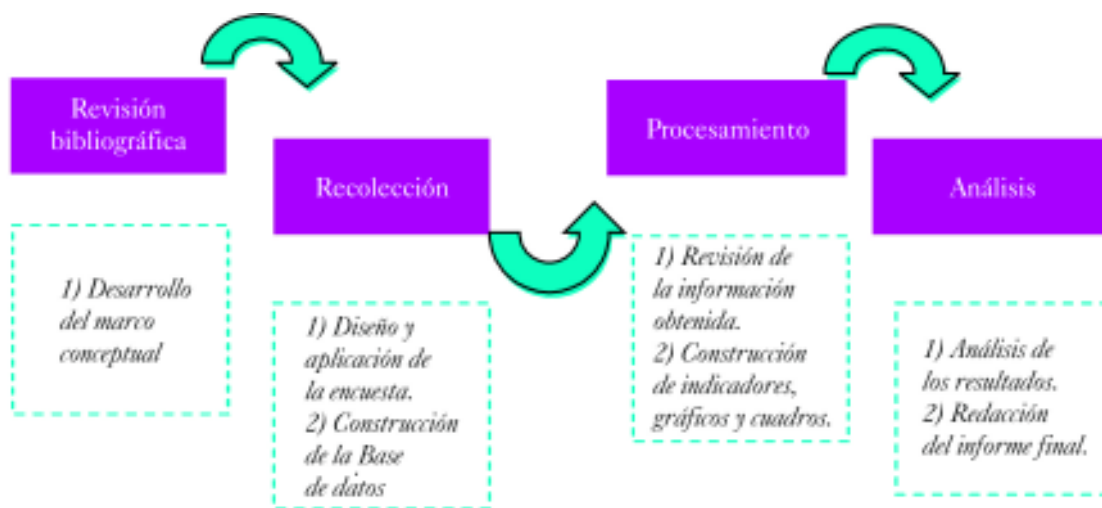 Revisión
bibliográfica
Recolección
Procesamiento
Análisis
1) Desarrollo
del marco
conceptual
1) Diseño y
aplicación de
la encuesta.
2) Construcción
de la Base
de datos
1) Revisión de
la información
obtenida.
2) Construcción
de indicadores,
gráficos y cuadros.
1) Análisis de
los resultados.
2) Redacción
del informe final.